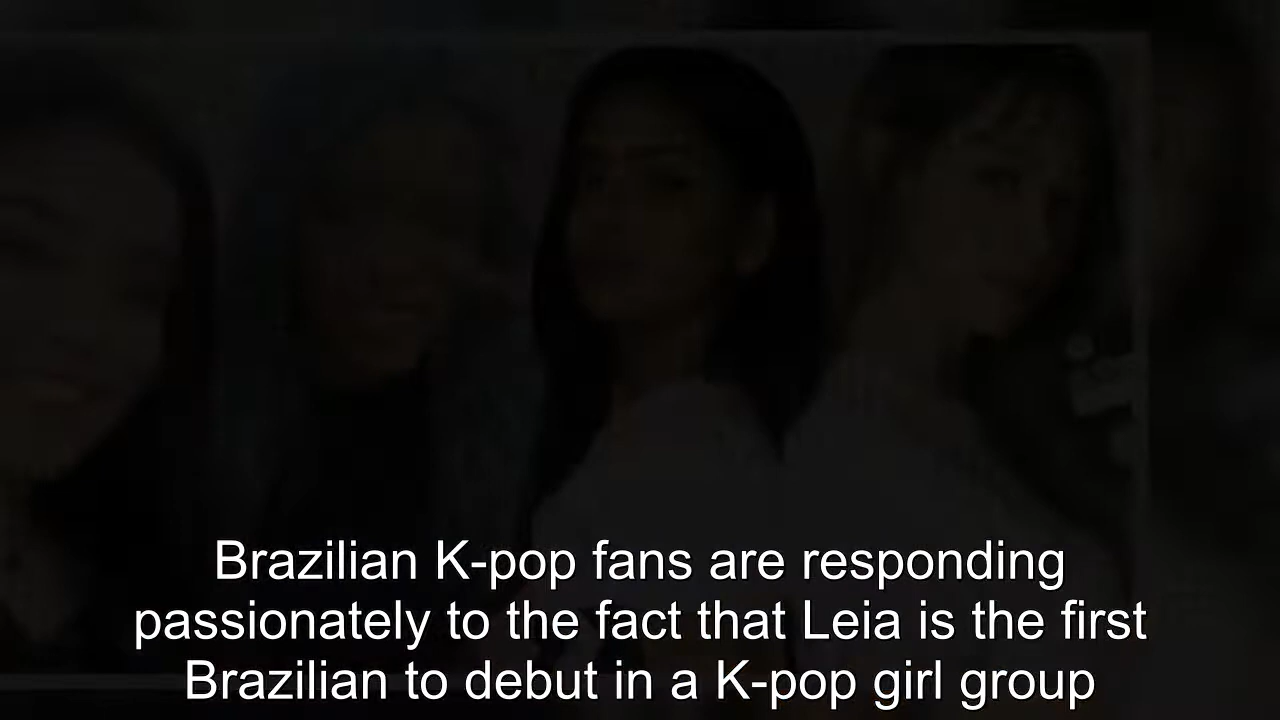 Brazilian K-pop fans are responding
passionately to the fact that Leia is the first
Brazilian to debut in a K-pop girl group